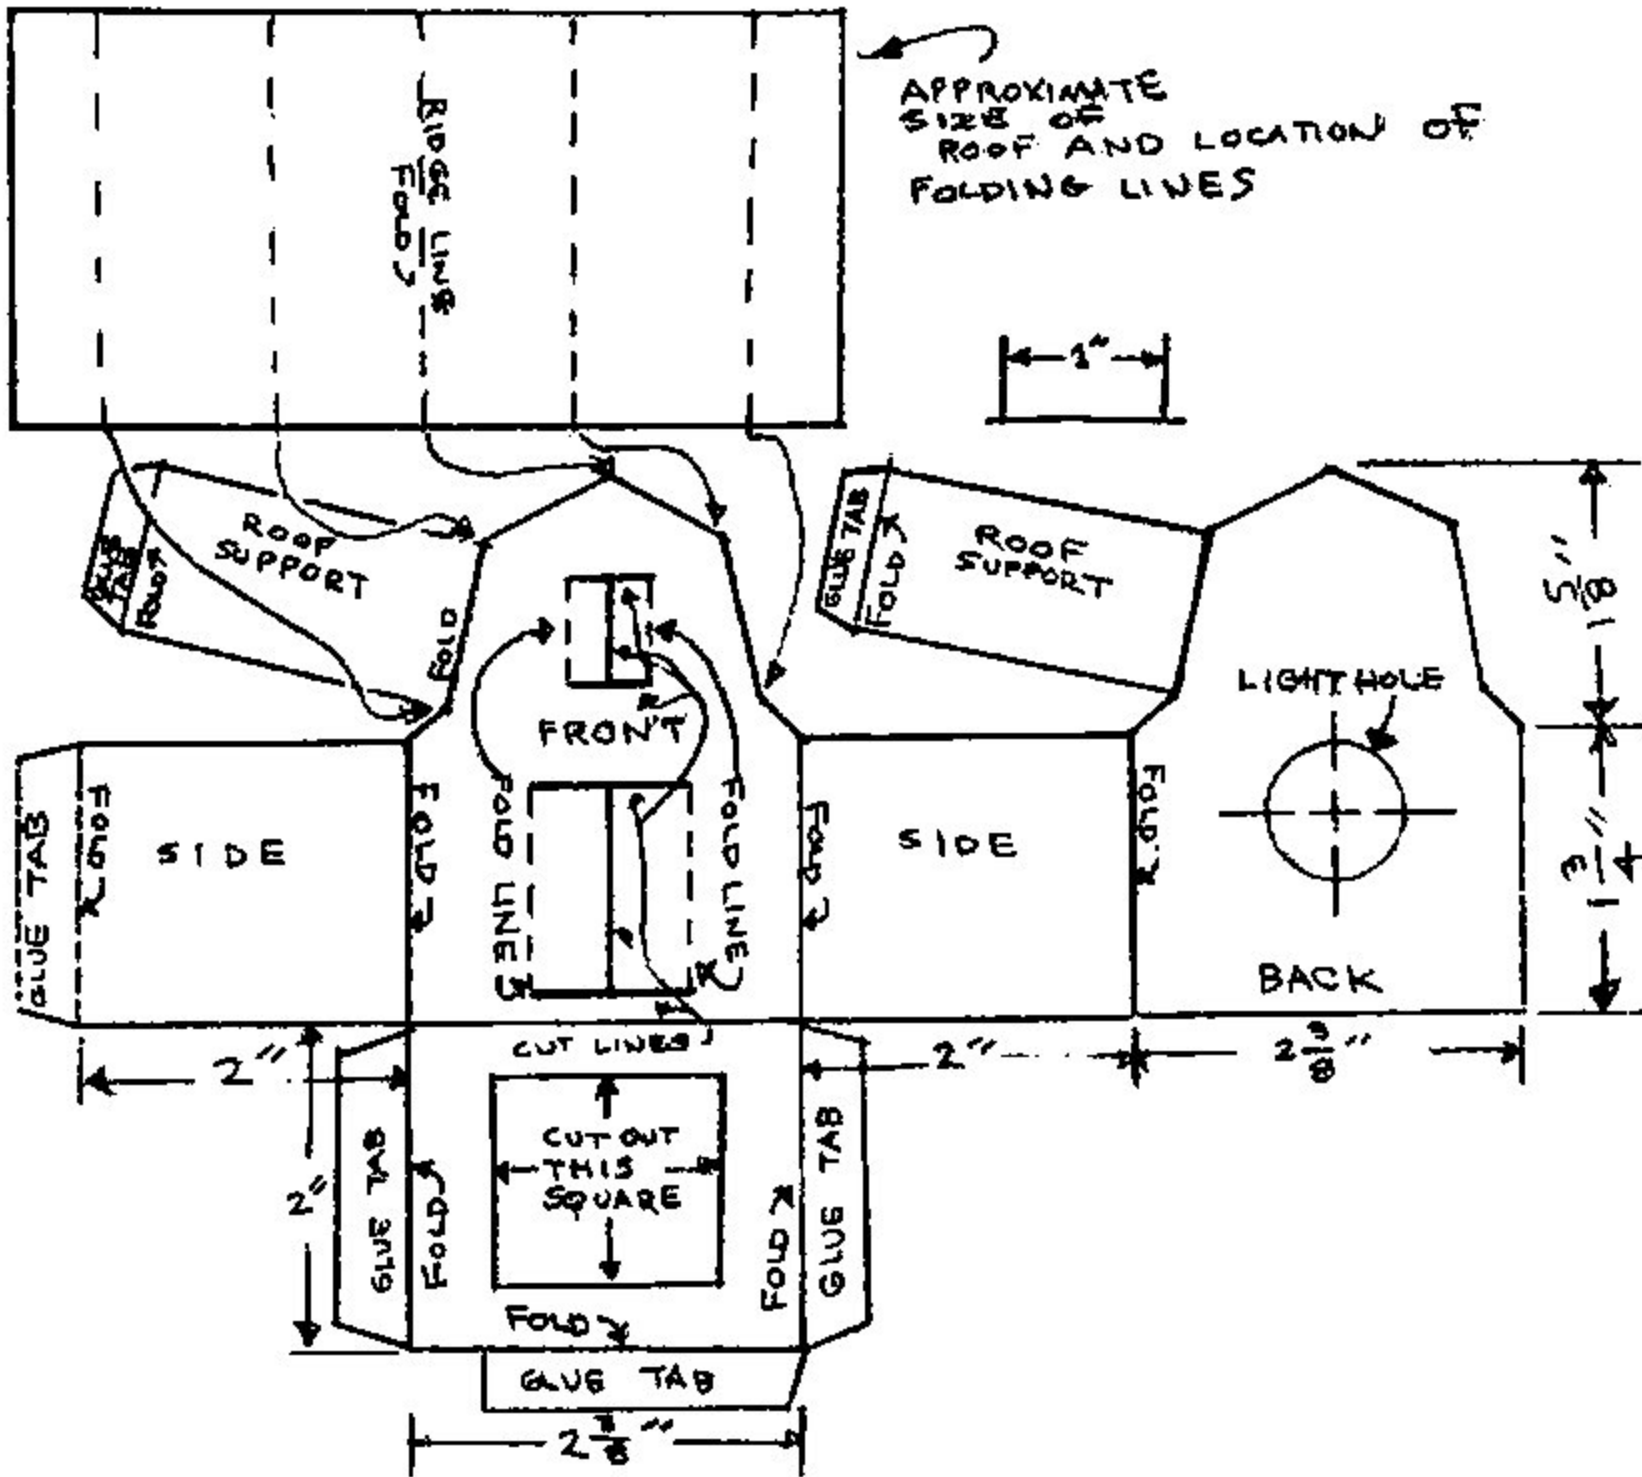 APPROXIMATE
SIZE OF
ROOF AND LOCATION OF
FOLDING LINES
RIDGE LINE
FOLD
1"
GLUE
TAB
FOLD
ROOF
SUPPORT
FOLD
GLUE TAB
FOLD
ROOF
SUPPORT
1 5/8"
LIGHT HOLE
FRONT
GLUE TAB
FOLD
SIDE
FOLD
FOLD LINES
FOLD LINE
FOLD
SIDE
FOLD
1 3/4"
BACK
2"
CUT LINES
2"
2 3/8"
2"
GLUE TAB
FOLD
CUT OUT
THIS
SQUARE
FOLD
GLUE TAB
FOLD
GLUE TAB
2 3/8"